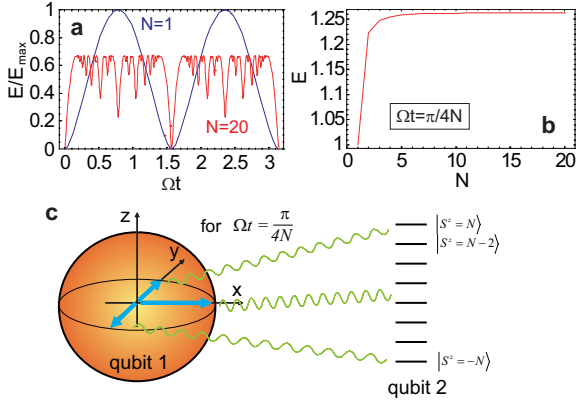 a
N=1
N=20
E/E_max
1
0.8
0.6
0.4
0.2
0
0 0.5 1 1.5 2 2.5 3
Ωt
b
E
1.25
1.2
1.15
1.1
1.05
1
Ωt=π/4N
0 5 10 15 20
N
c
z
y
x
for Ωt = π/4N
qubit 1
|S^z = N⟩
|S^z = N−2⟩
|S^z = −N⟩
qubit 2